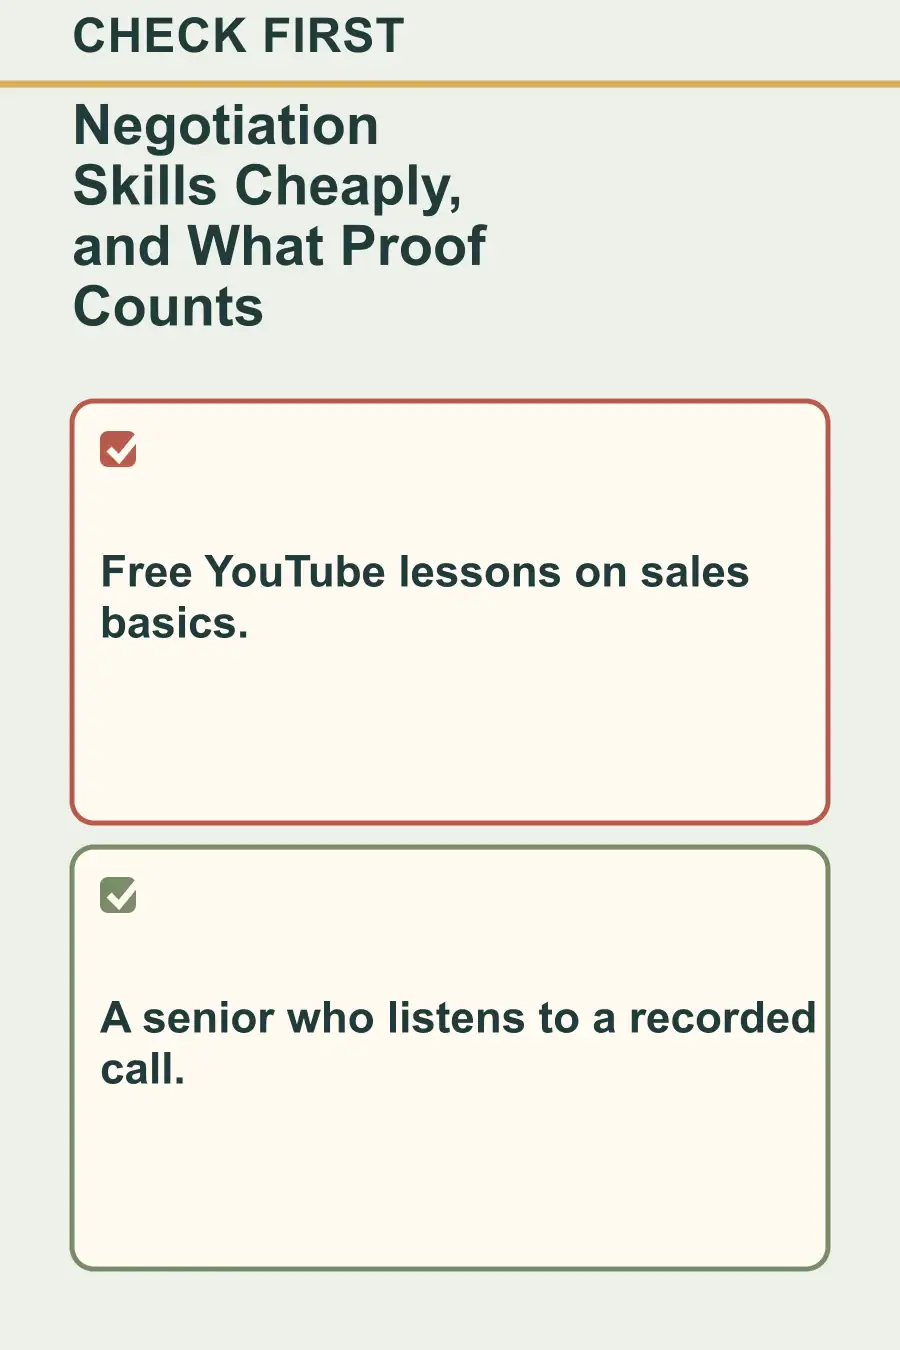 CHECK FIRST
Negotiation
Skills Cheaply,
and What Proof
Counts
Free YouTube lessons on sales
basics.
A senior who listens to a recorded
call.